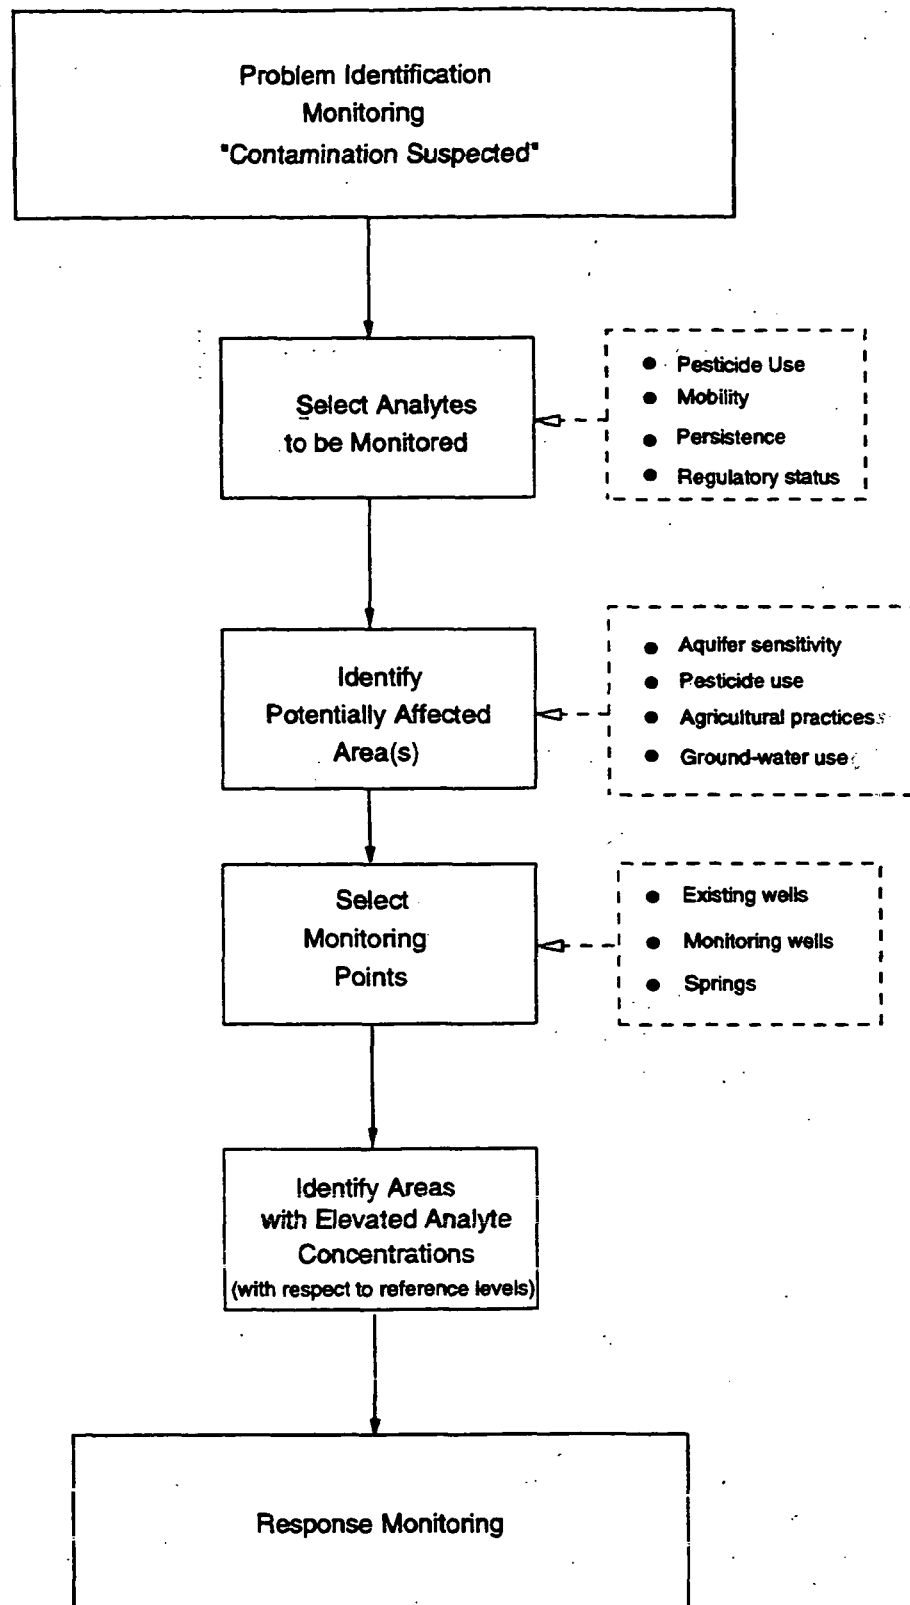 Problem Identification
Monitoring
"Contamination Suspected"
Select Analytes
to be Monitored
● Pesticide Use
● Mobility
● Persistence
● Regulatory status
Identify
Potentially Affected
Area(s)
● Aquifer sensitivity
● Pesticide use
● Agricultural practices
● Ground-water use
Select
Monitoring
Points
● Existing wells
● Monitoring wells
● Springs
Identify Areas
with Elevated Analyte
Concentrations
(with respect to reference levels)
Response Monitoring